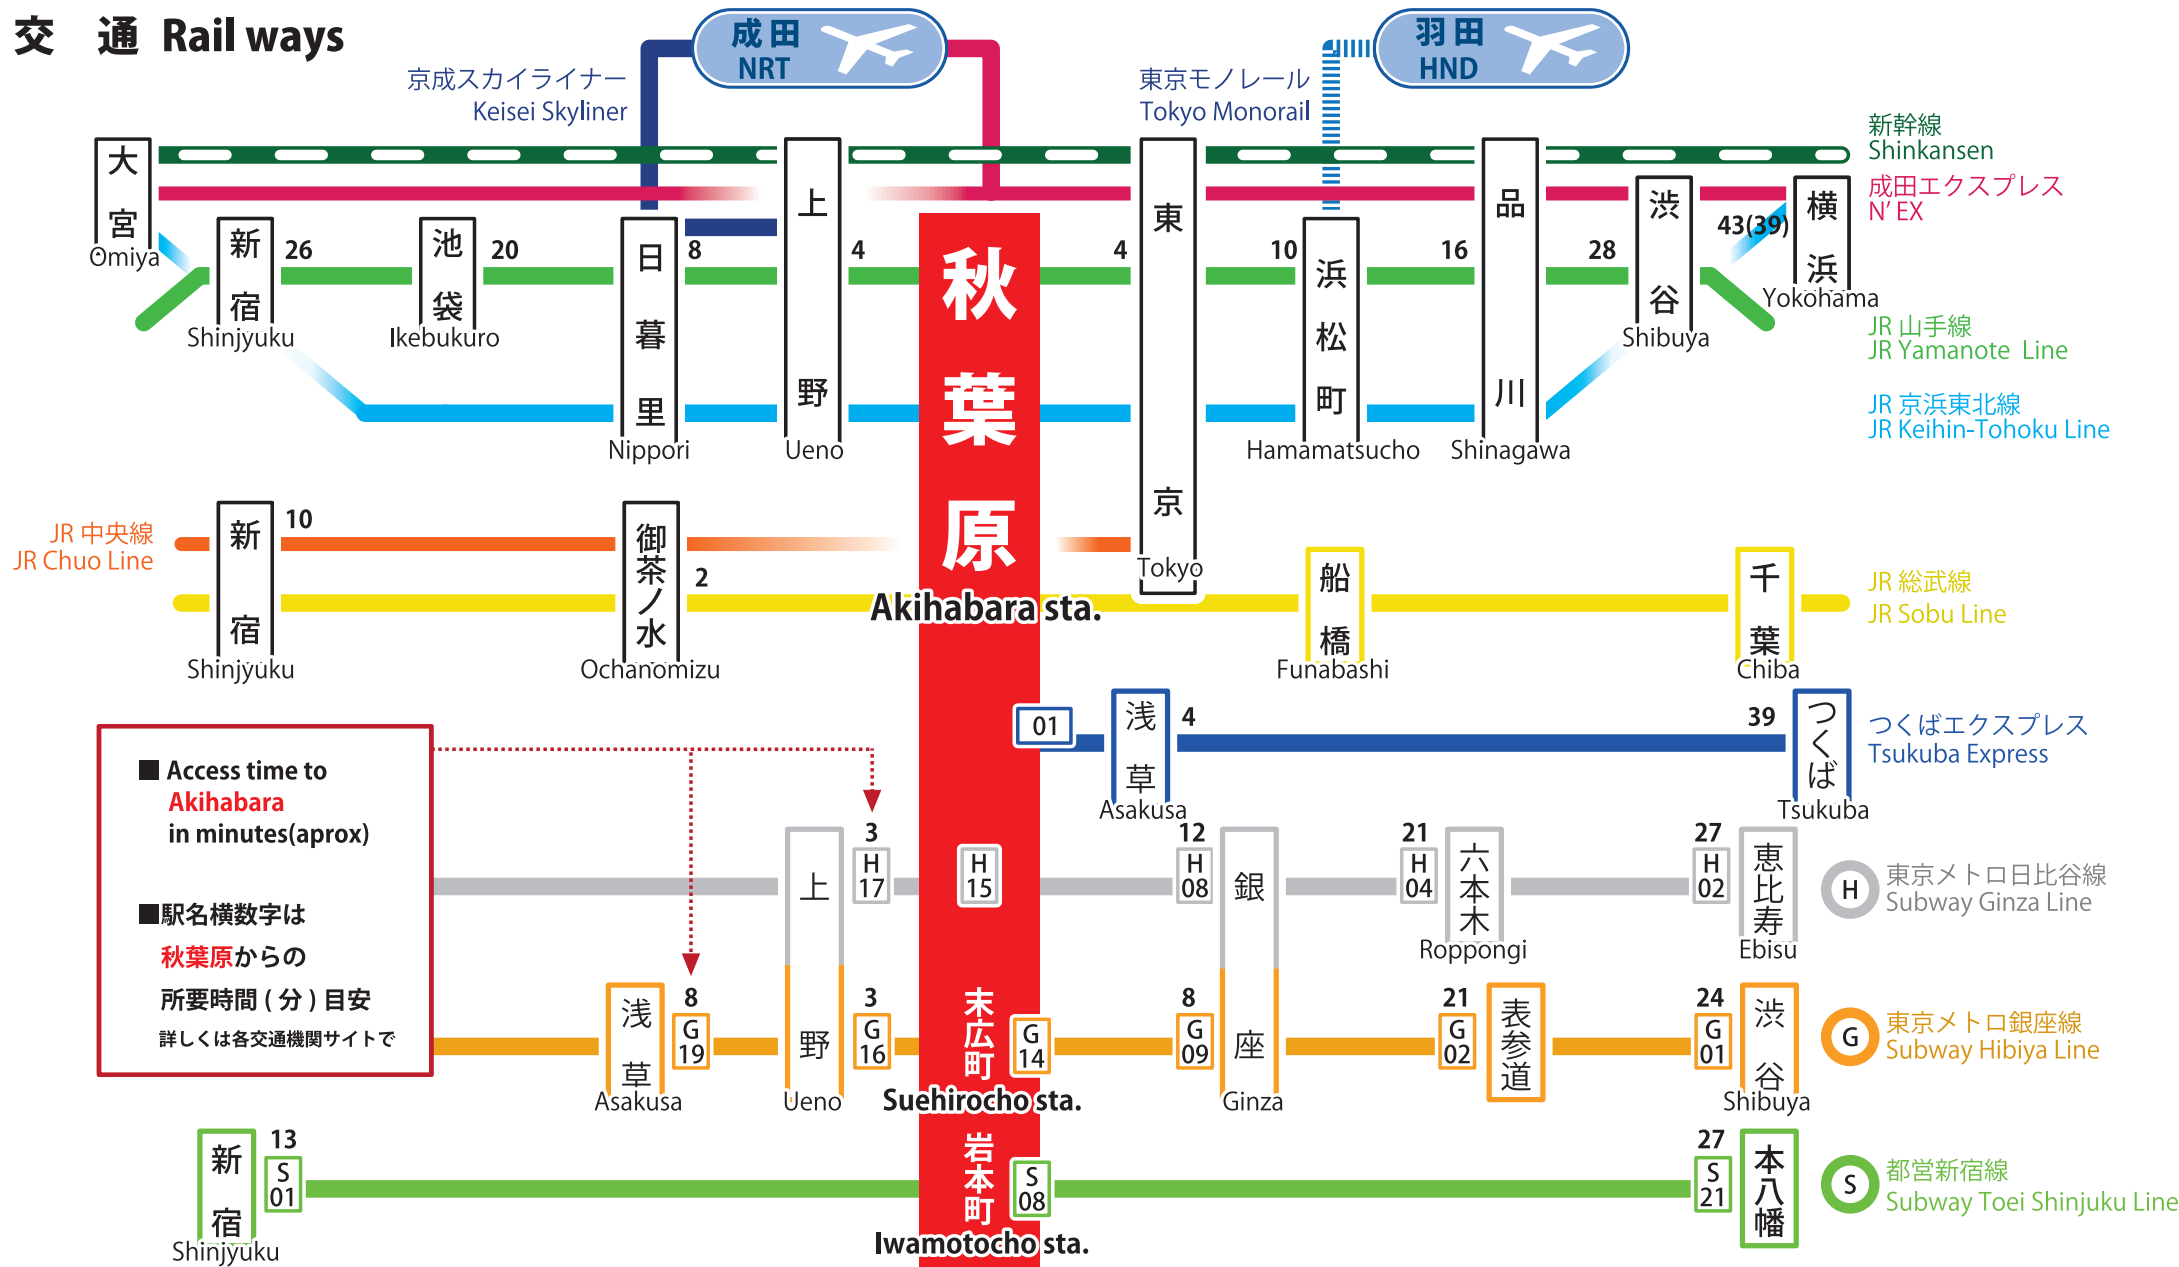 交 通 Rail ways
成田
NRT
羽田
HND
京成スカイライナー
Keisei Skyliner
東京モノレール
Tokyo Monorail
新幹線
Shinkansen
成田エクスプレス
N' EX
大宮
Omiya
新宿
Shinjyuku
26
池袋
Ikebukuro
20
日暮里
Nippori
8
上野
Ueno
4
秋葉原
Akihabara sta.
4
東京
Tokyo
10
浜松町
Hamamatsucho
16
品川
Shinagawa
28
渋谷
Shibuya
43(39)
横浜
Yokohama
JR 山手線
JR Yamanote Line
JR 京浜東北線
JR Keihin-Tohoku Line
JR 中央線
JR Chuo Line
新宿
Shinjyuku
10
御茶ノ水
Ochanomizu
2
船橋
Funabashi
千葉
Chiba
JR 総武線
JR Sobu Line
01
浅草
Asakusa
4
39
つくば
Tsukuba
つくばエクスプレス
Tsukuba Express
■ Access time to
Akihabara
in minutes(aprox)
■駅名横数字は
秋葉原からの
所要時間 ( 分 ) 目安
詳しくは各交通機関サイトで
上野
Ueno
3
H
17
H
15
12
H
08
銀座
Ginza
21
H
04
六本木
Roppongi
27
H
02
恵比寿
Ebisu
H
東京メトロ日比谷線
Subway Ginza Line
浅草
Asakusa
8
G
19
3
G
16
末広町
Suehirocho sta.
G
14
8
G
09
21
G
02
表参道
24
G
01
渋谷
Shibuya
G
東京メトロ銀座線
Subway Hibiya Line
新宿
Shinjyuku
13
S
01
岩本町
Iwamotocho sta.
S
08
27
S
21
本八幡
S
都営新宿線
Subway Toei Shinjuku Line